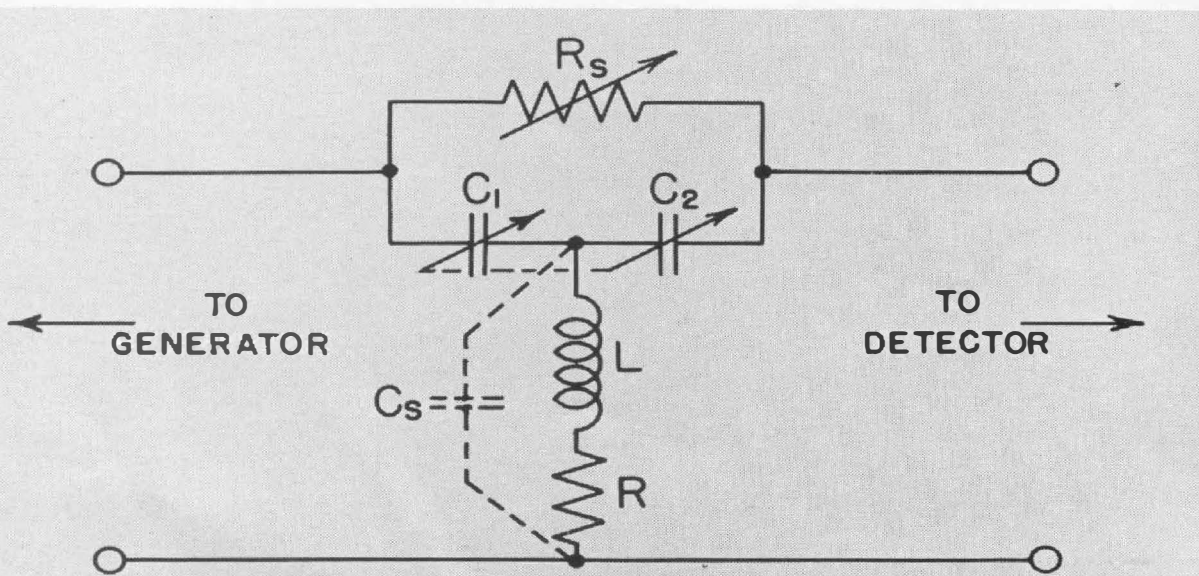 Rs
C1
C2
TO
GENERATOR
TO
DETECTOR
L
Cs
R